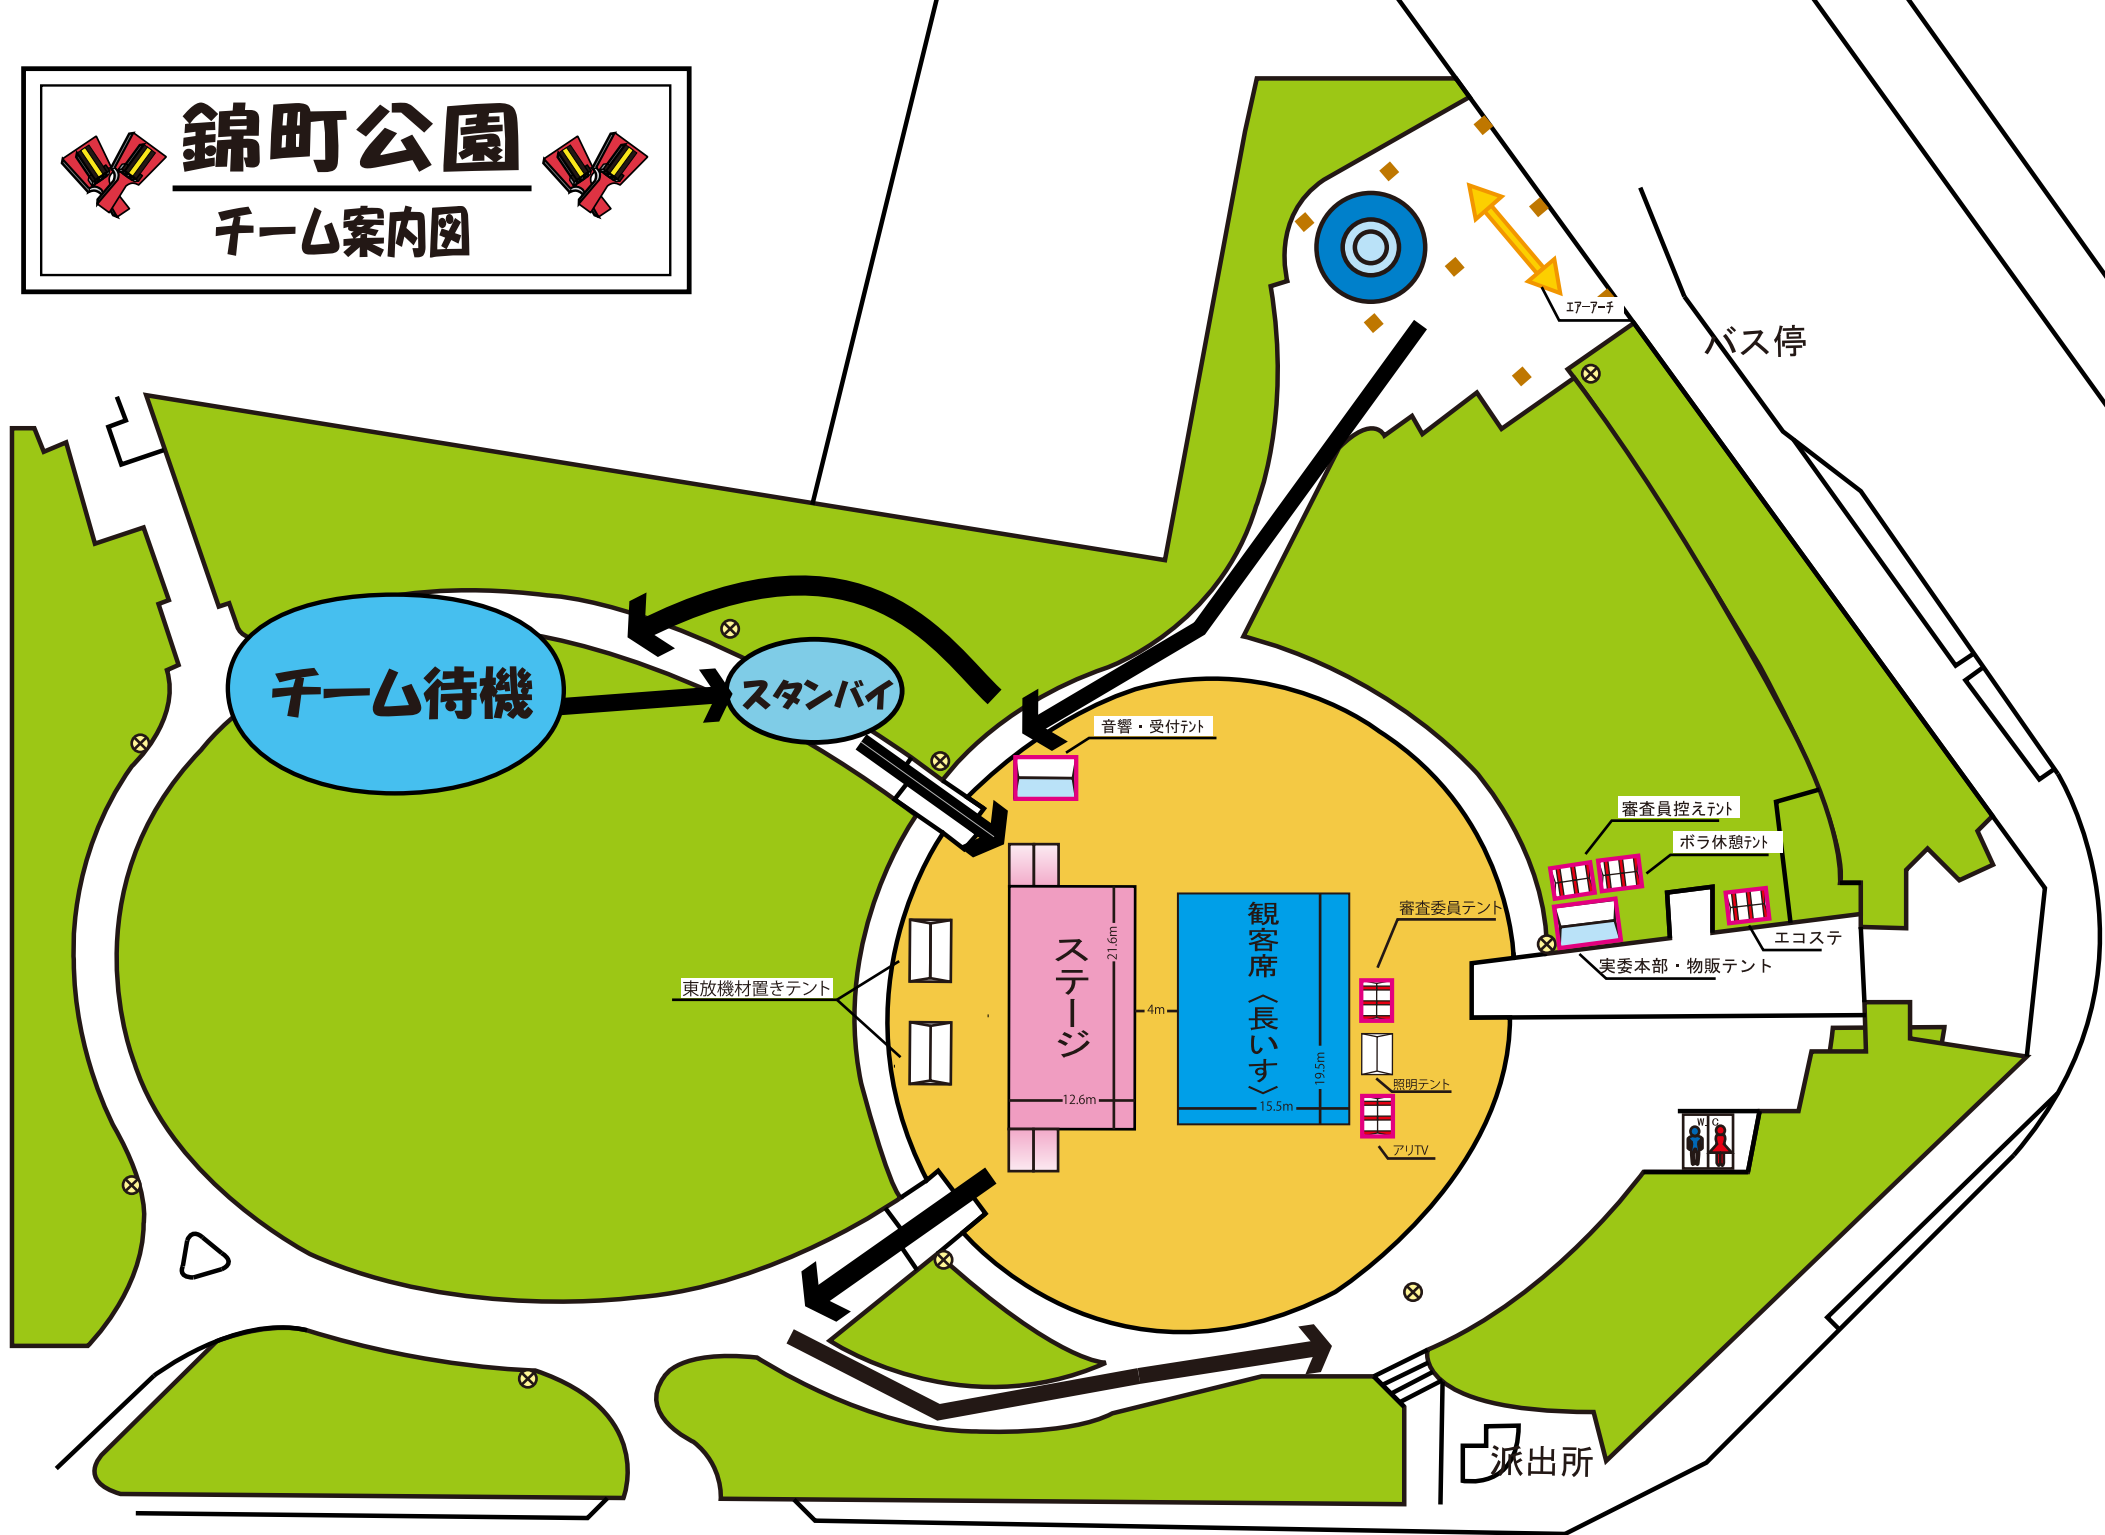 錦町公園
チーム案内図
エアーアーチ
バス停
チーム待機
スタンバイ
音響・受付テント
審査員控えテント
ボラ休憩テント
エコステ
実委本部・物販テント
審査委員テント
東放機材置きテント
ステージ
21.6m
12.6m
4m
観客席（長いす）
19.5m
15.5m
照明テント
アリTV
W.C.
派出所